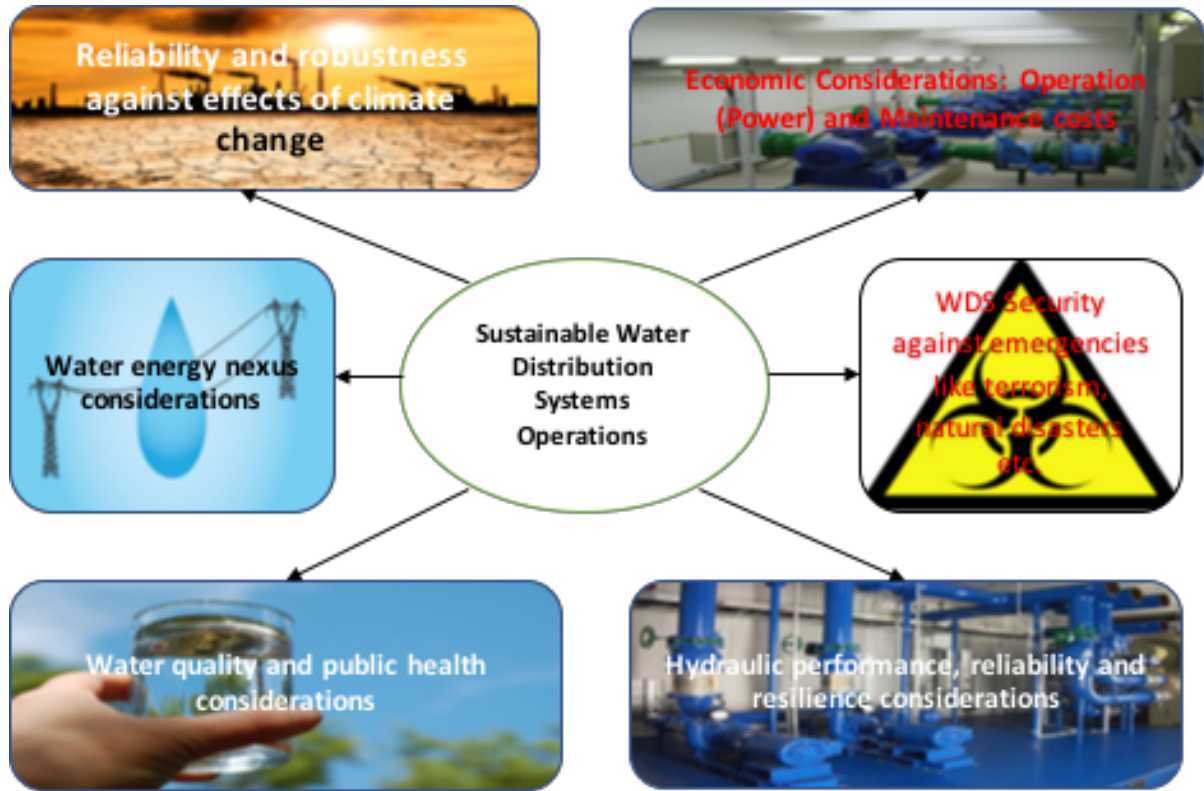 Reliability and robustness
against effects of climate
change
Economic Considerations: Operation
(Power) and Maintenance costs
Water energy nexus
considerations
Sustainable Water
Distribution
Systems
Operations
WDS Security
against emergencies
like terrorism,
natural disasters
etc.
Water quality and public health
considerations
Hydraulic performance, reliability and
resilience considerations